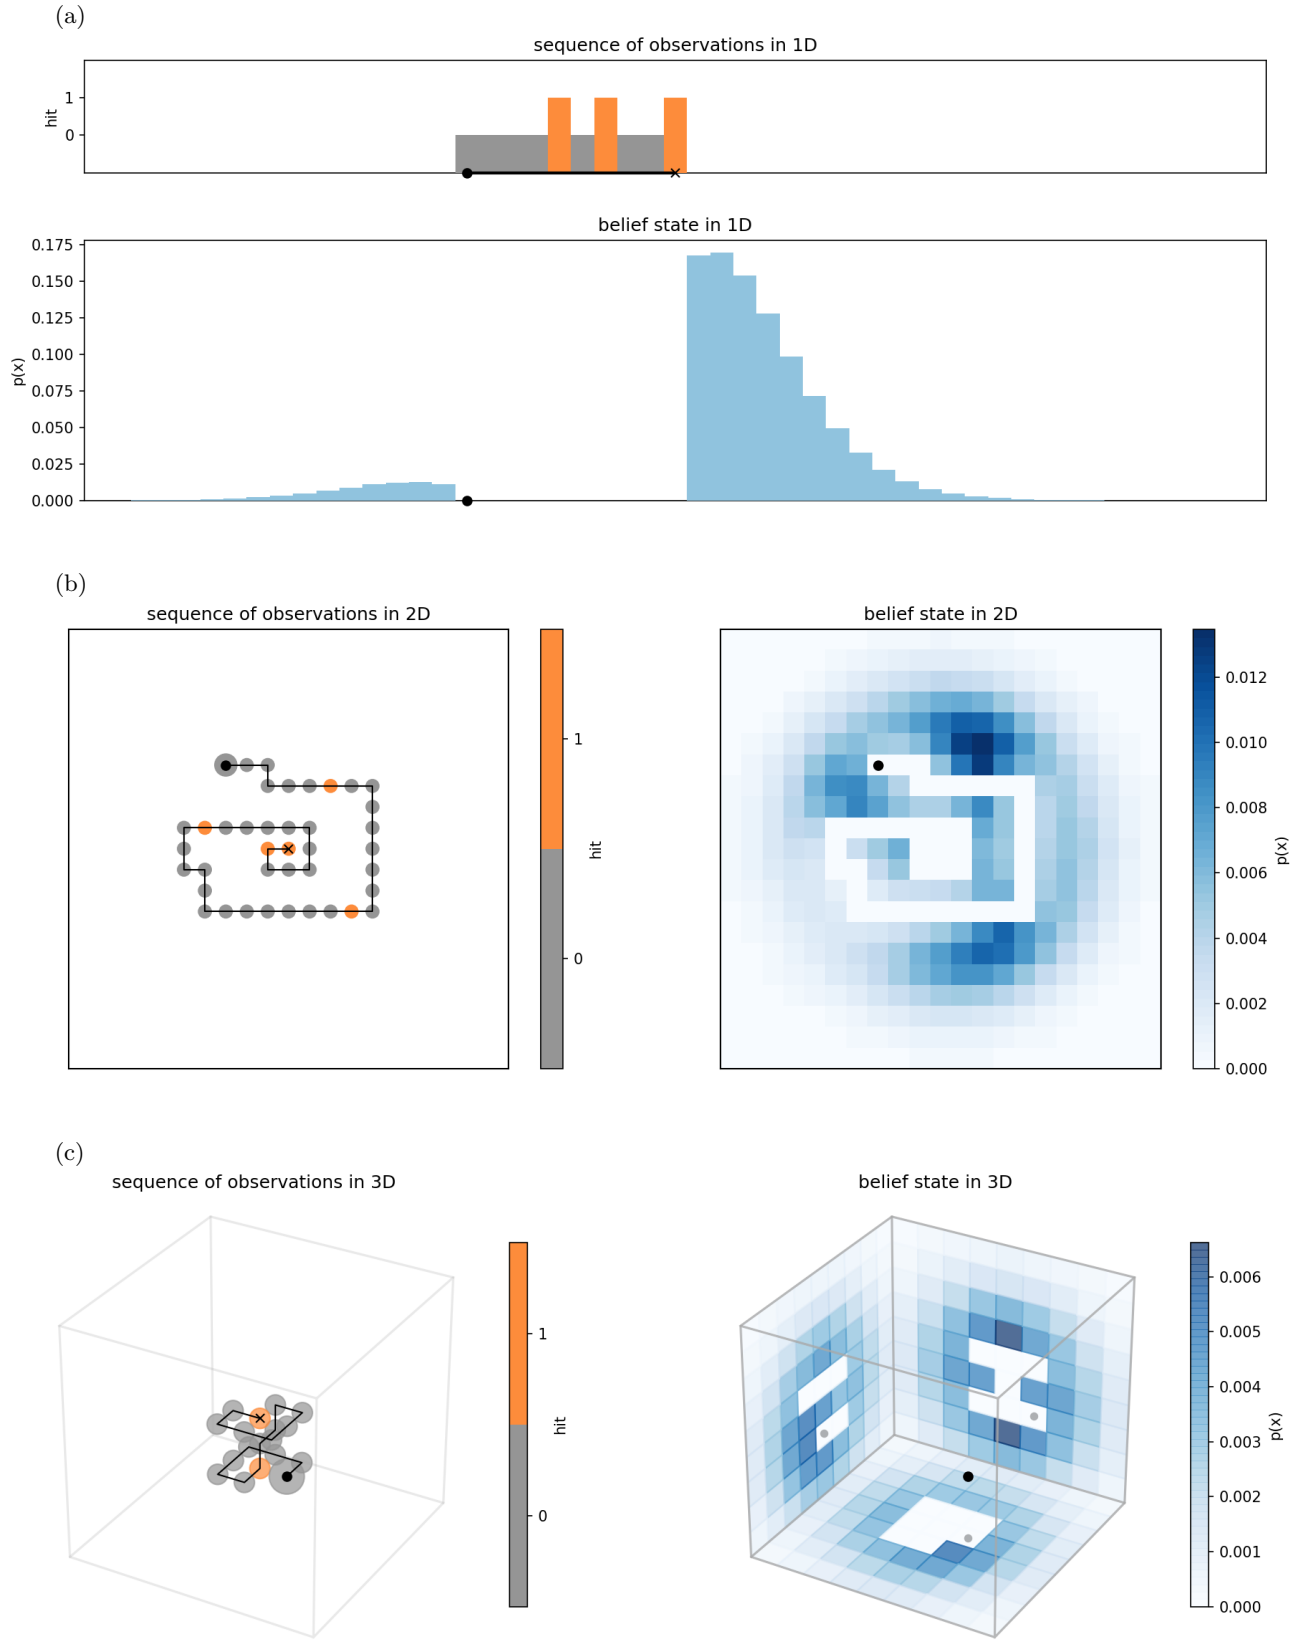 (a)
sequence of observations in 1D
1
0
hit
belief state in 1D
0.175
0.150
0.125
0.100
0.075
0.050
0.025
0.000
p(x)
(b)
sequence of observations in 2D
1
0
hit
belief state in 2D
0.012
0.010
0.008
0.006
0.004
0.002
0.000
p(x)
(c)
sequence of observations in 3D
1
0
hit
belief state in 3D
0.006
0.005
0.004
0.003
0.002
0.001
0.000
p(x)